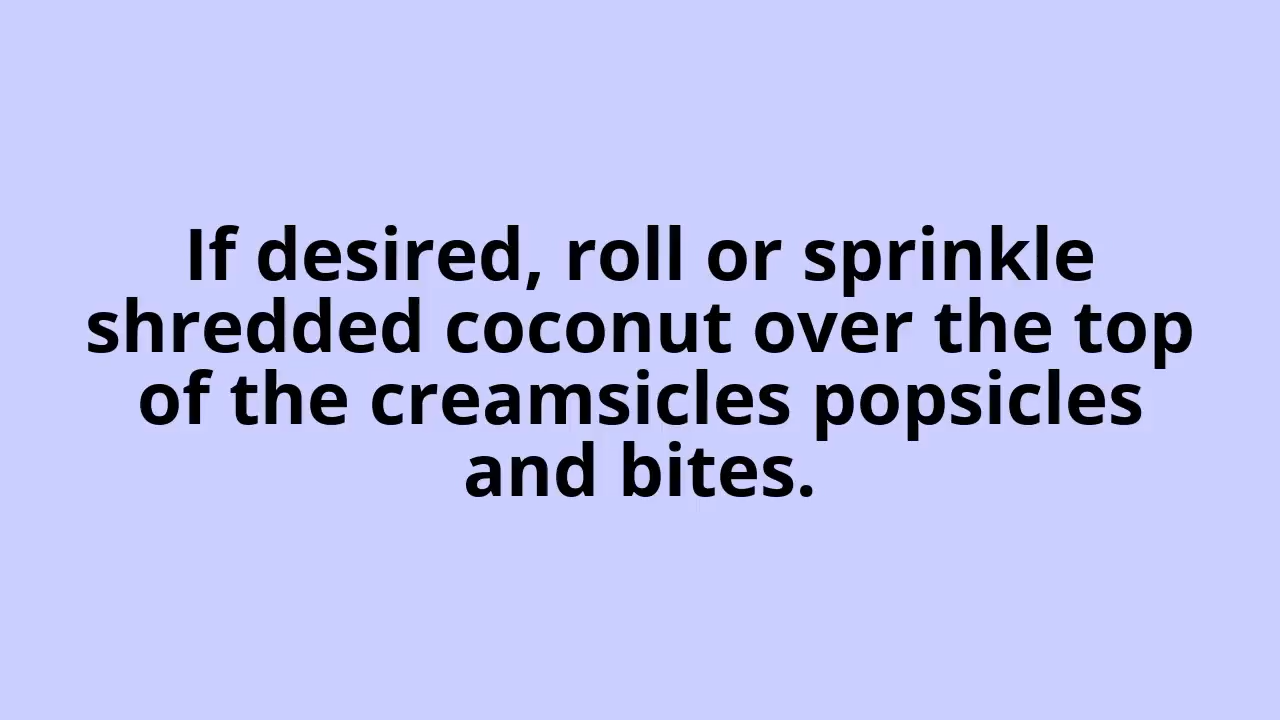 If desired, roll or sprinkle
shredded coconut over the top
of the creamsicles popsicles
and bites.